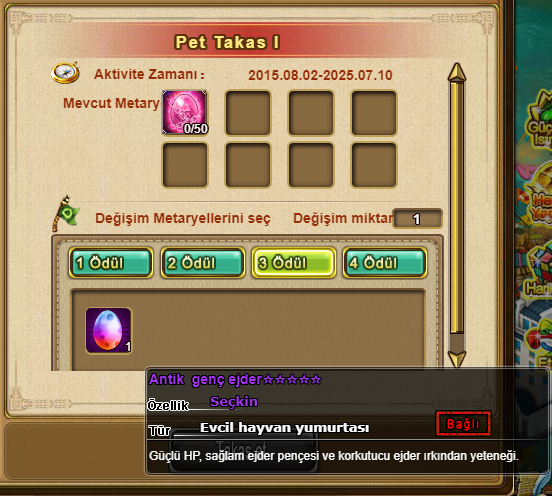 Pet Takas I
Aktivite Zamanı : 2015.08.02-2025.07.10
Mevcut Metary
0/50
Değişim Metaryellerini seç Değişim miktar 1
1 Ödül 2 Ödül 3 Ödül 4 Ödül
1
Antik genç ejder☆☆☆☆☆
Özellik Seçkin
Tür Evcil hayvan yumurtası Bağlı
Güçlü HP, sağlam ejder pençesi ve korkutucu ejder ırkından yeteneği.